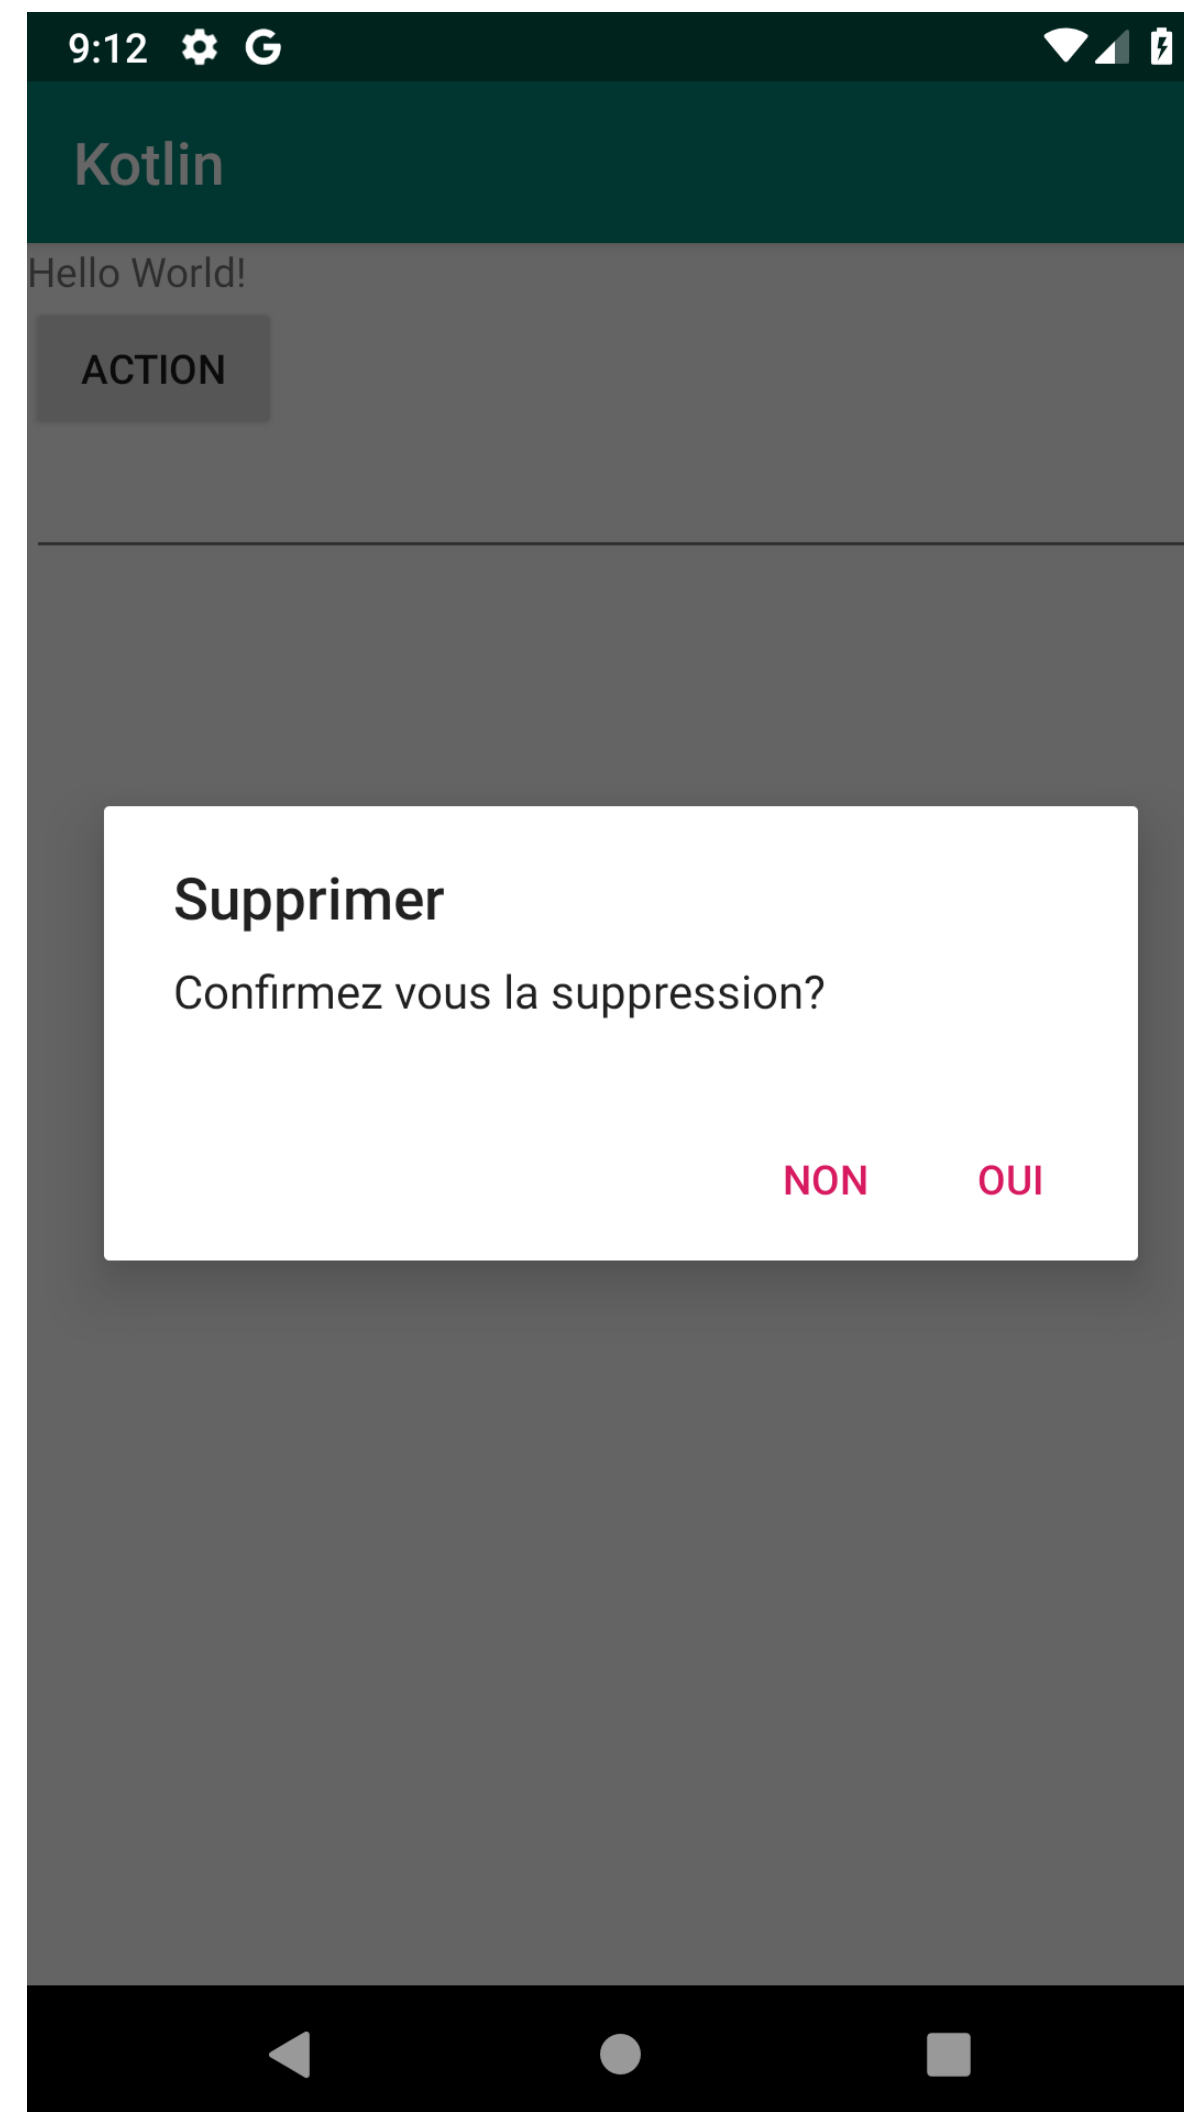 9:12
Kotlin
Hello World!
ACTION
Supprimer
Confirmez vous la suppression?
NON OUI